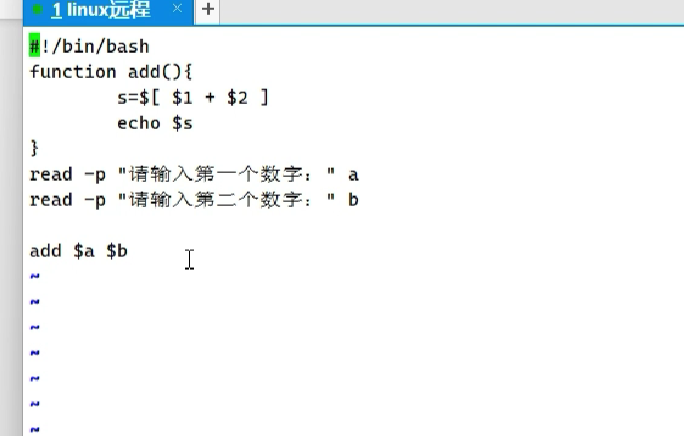 1 linux远程 × +
#!/bin/bash
function add(){
s=$[ $1 + $2 ]
echo $s
}
read -p "请输入第一个数字：" a
read -p "请输入第二个数字：" b
add $a $b
~
~
~
~
~
~
~